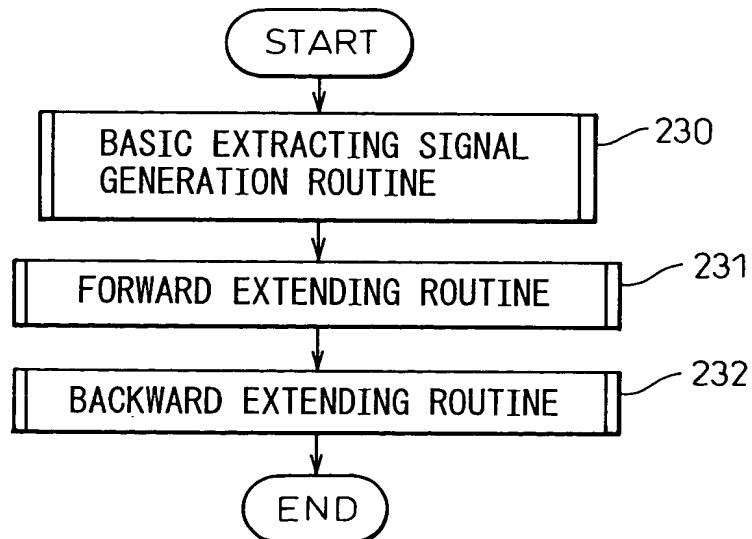 START
BASIC EXTRACTING SIGNAL
GENERATION ROUTINE
230
FORWARD EXTENDING ROUTINE
231
BACKWARD EXTENDING ROUTINE
232
END